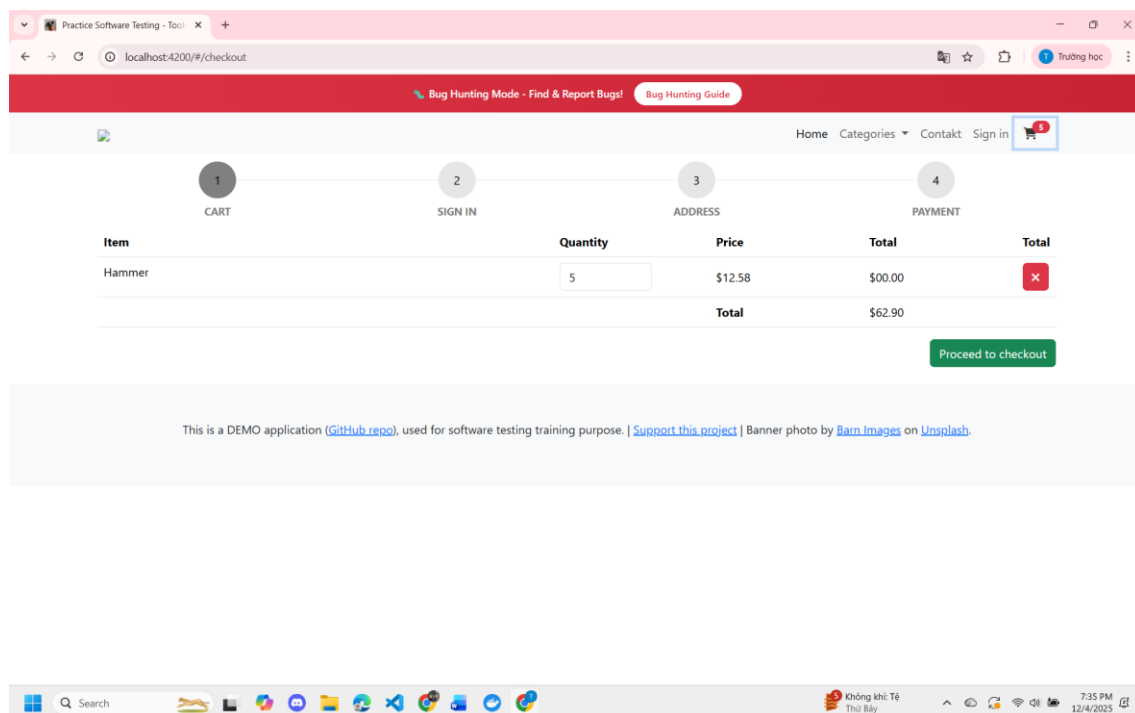 Practice Software Testing - Tool
localhost:4200/#/checkout
Trường học
Bug Hunting Mode - Find & Report Bugs! Bug Hunting Guide
Home Categories Contakt Sign in 5
1 2 3 4
CART SIGN IN ADDRESS PAYMENT
Item Quantity Price Total Total
Hammer 5 $12.58 $00.00
Total $62.90
Proceed to checkout
This is a DEMO application (GitHub repo), used for software testing training purpose. | Support this project | Banner photo by Barn Images on Unsplash.
Search
5 Không khí: Tệ
Thứ Bảy
7:35 PM
12/4/2025